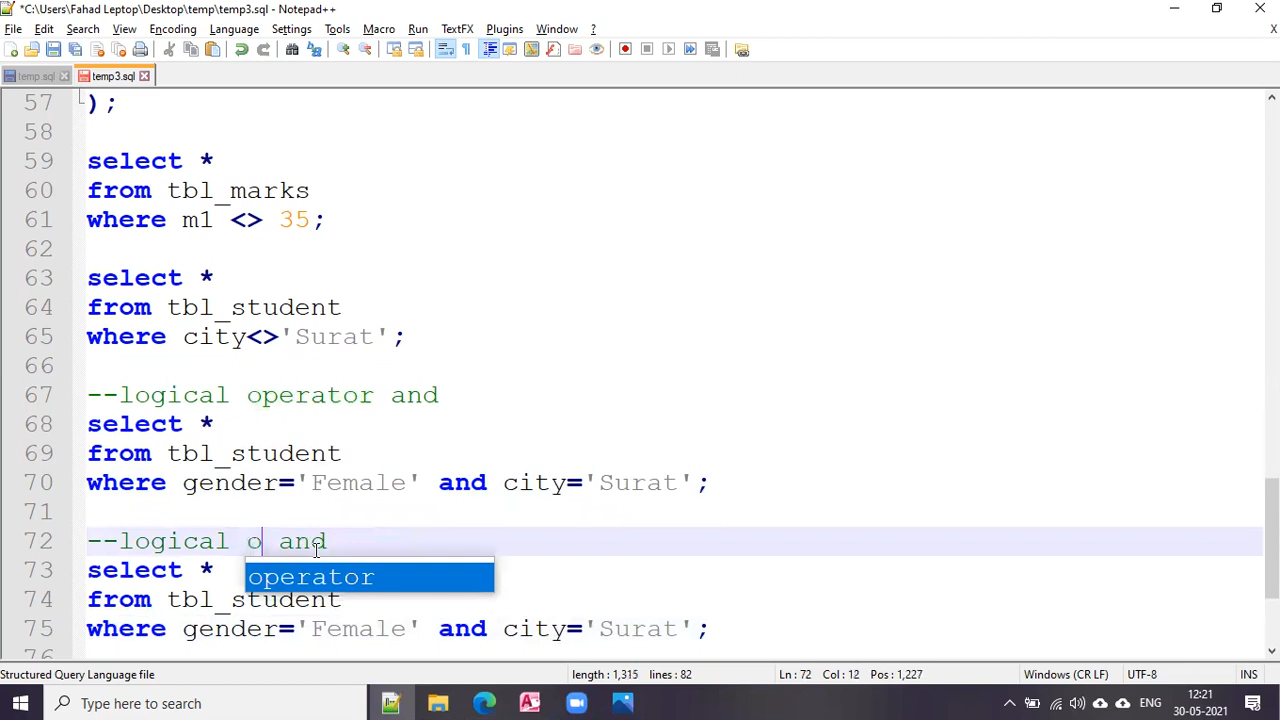 *C:\Users\Fahad Leptop\Desktop\temp\temp3.sql - Notepad++
File Edit Search View Encoding Language Settings Tools Macro Run TextFX Plugins Window ? X
temp.sql temp3.sql
57 );
58
59 select *
60 from tbl_marks
61 where m1 <> 35;
62
63 select *
64 from tbl_student
65 where city<>'Surat';
66
67 --logical operator and
68 select *
69 from tbl_student
70 where gender='Female' and city='Surat';
71
72 --logical o and
73 select *
operator
74 from tbl_student
75 where gender='Female' and city='Surat';
76
Structured Query Language file length : 1,315 lines : 82 Ln : 72 Col : 12 Pos : 1,227 Windows (CR LF) UTF-8 INS
Type here to search ENG 12:21
30-05-2021